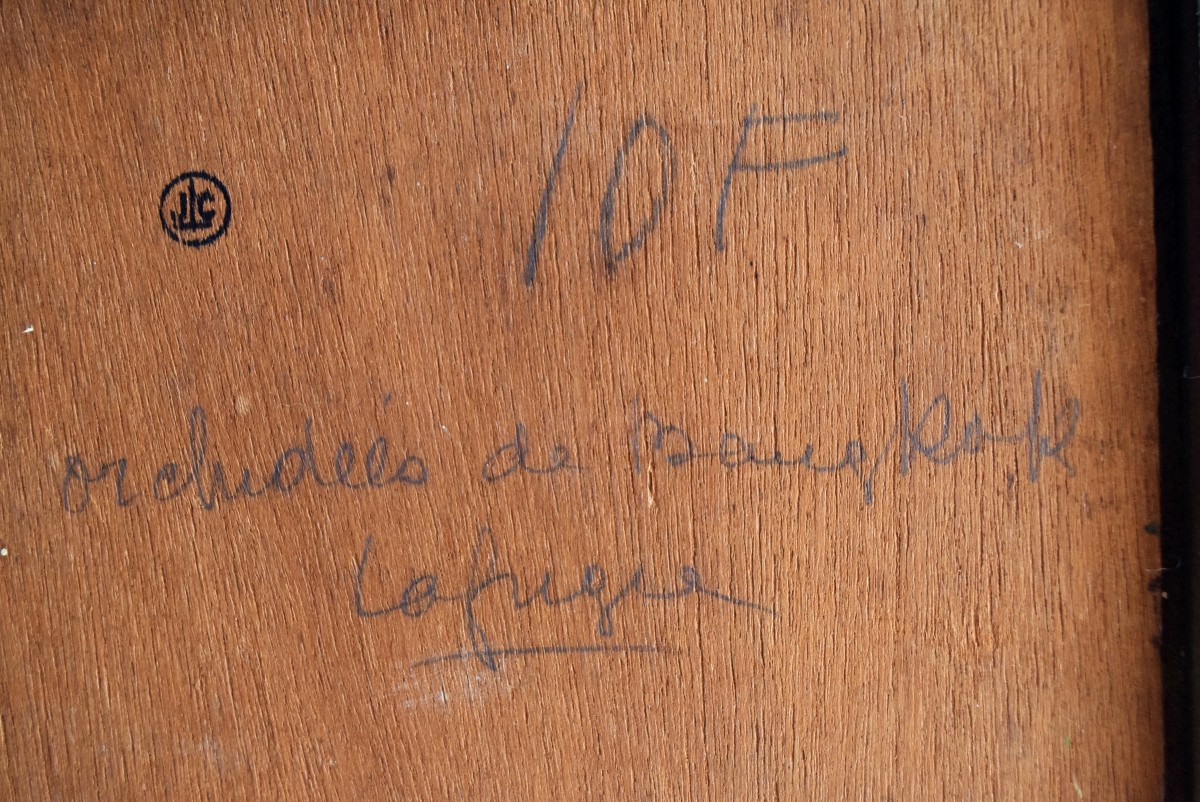 10F
orchidées de Bangkok
Lafugie